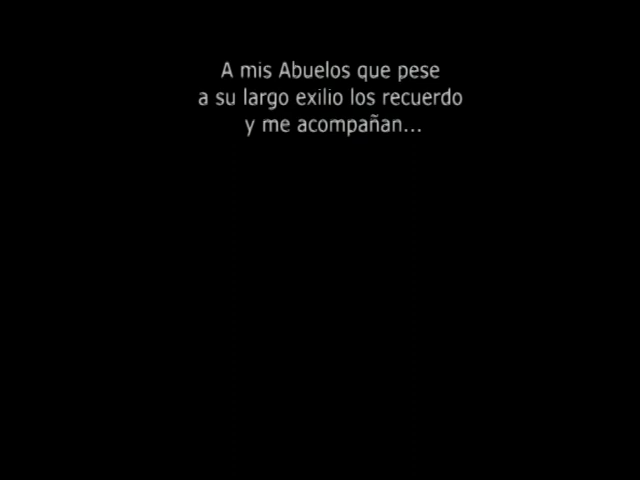 A mis Abuelos que pese
a su largo exilio los recuerdo
y me acompañan...